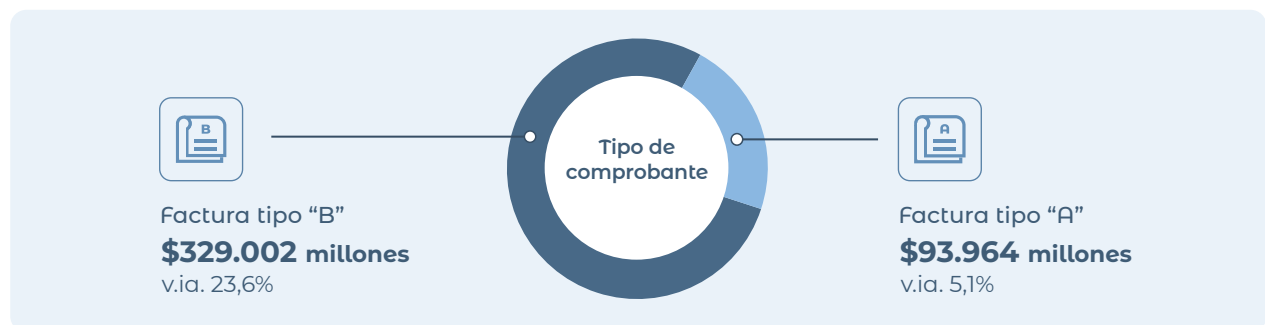 B
Factura tipo “B”
$329.002 millones
v.ia. 23,6%
Tipo de
comprobante
A
Factura tipo “A”
$93.964 millones
v.ia. 5,1%